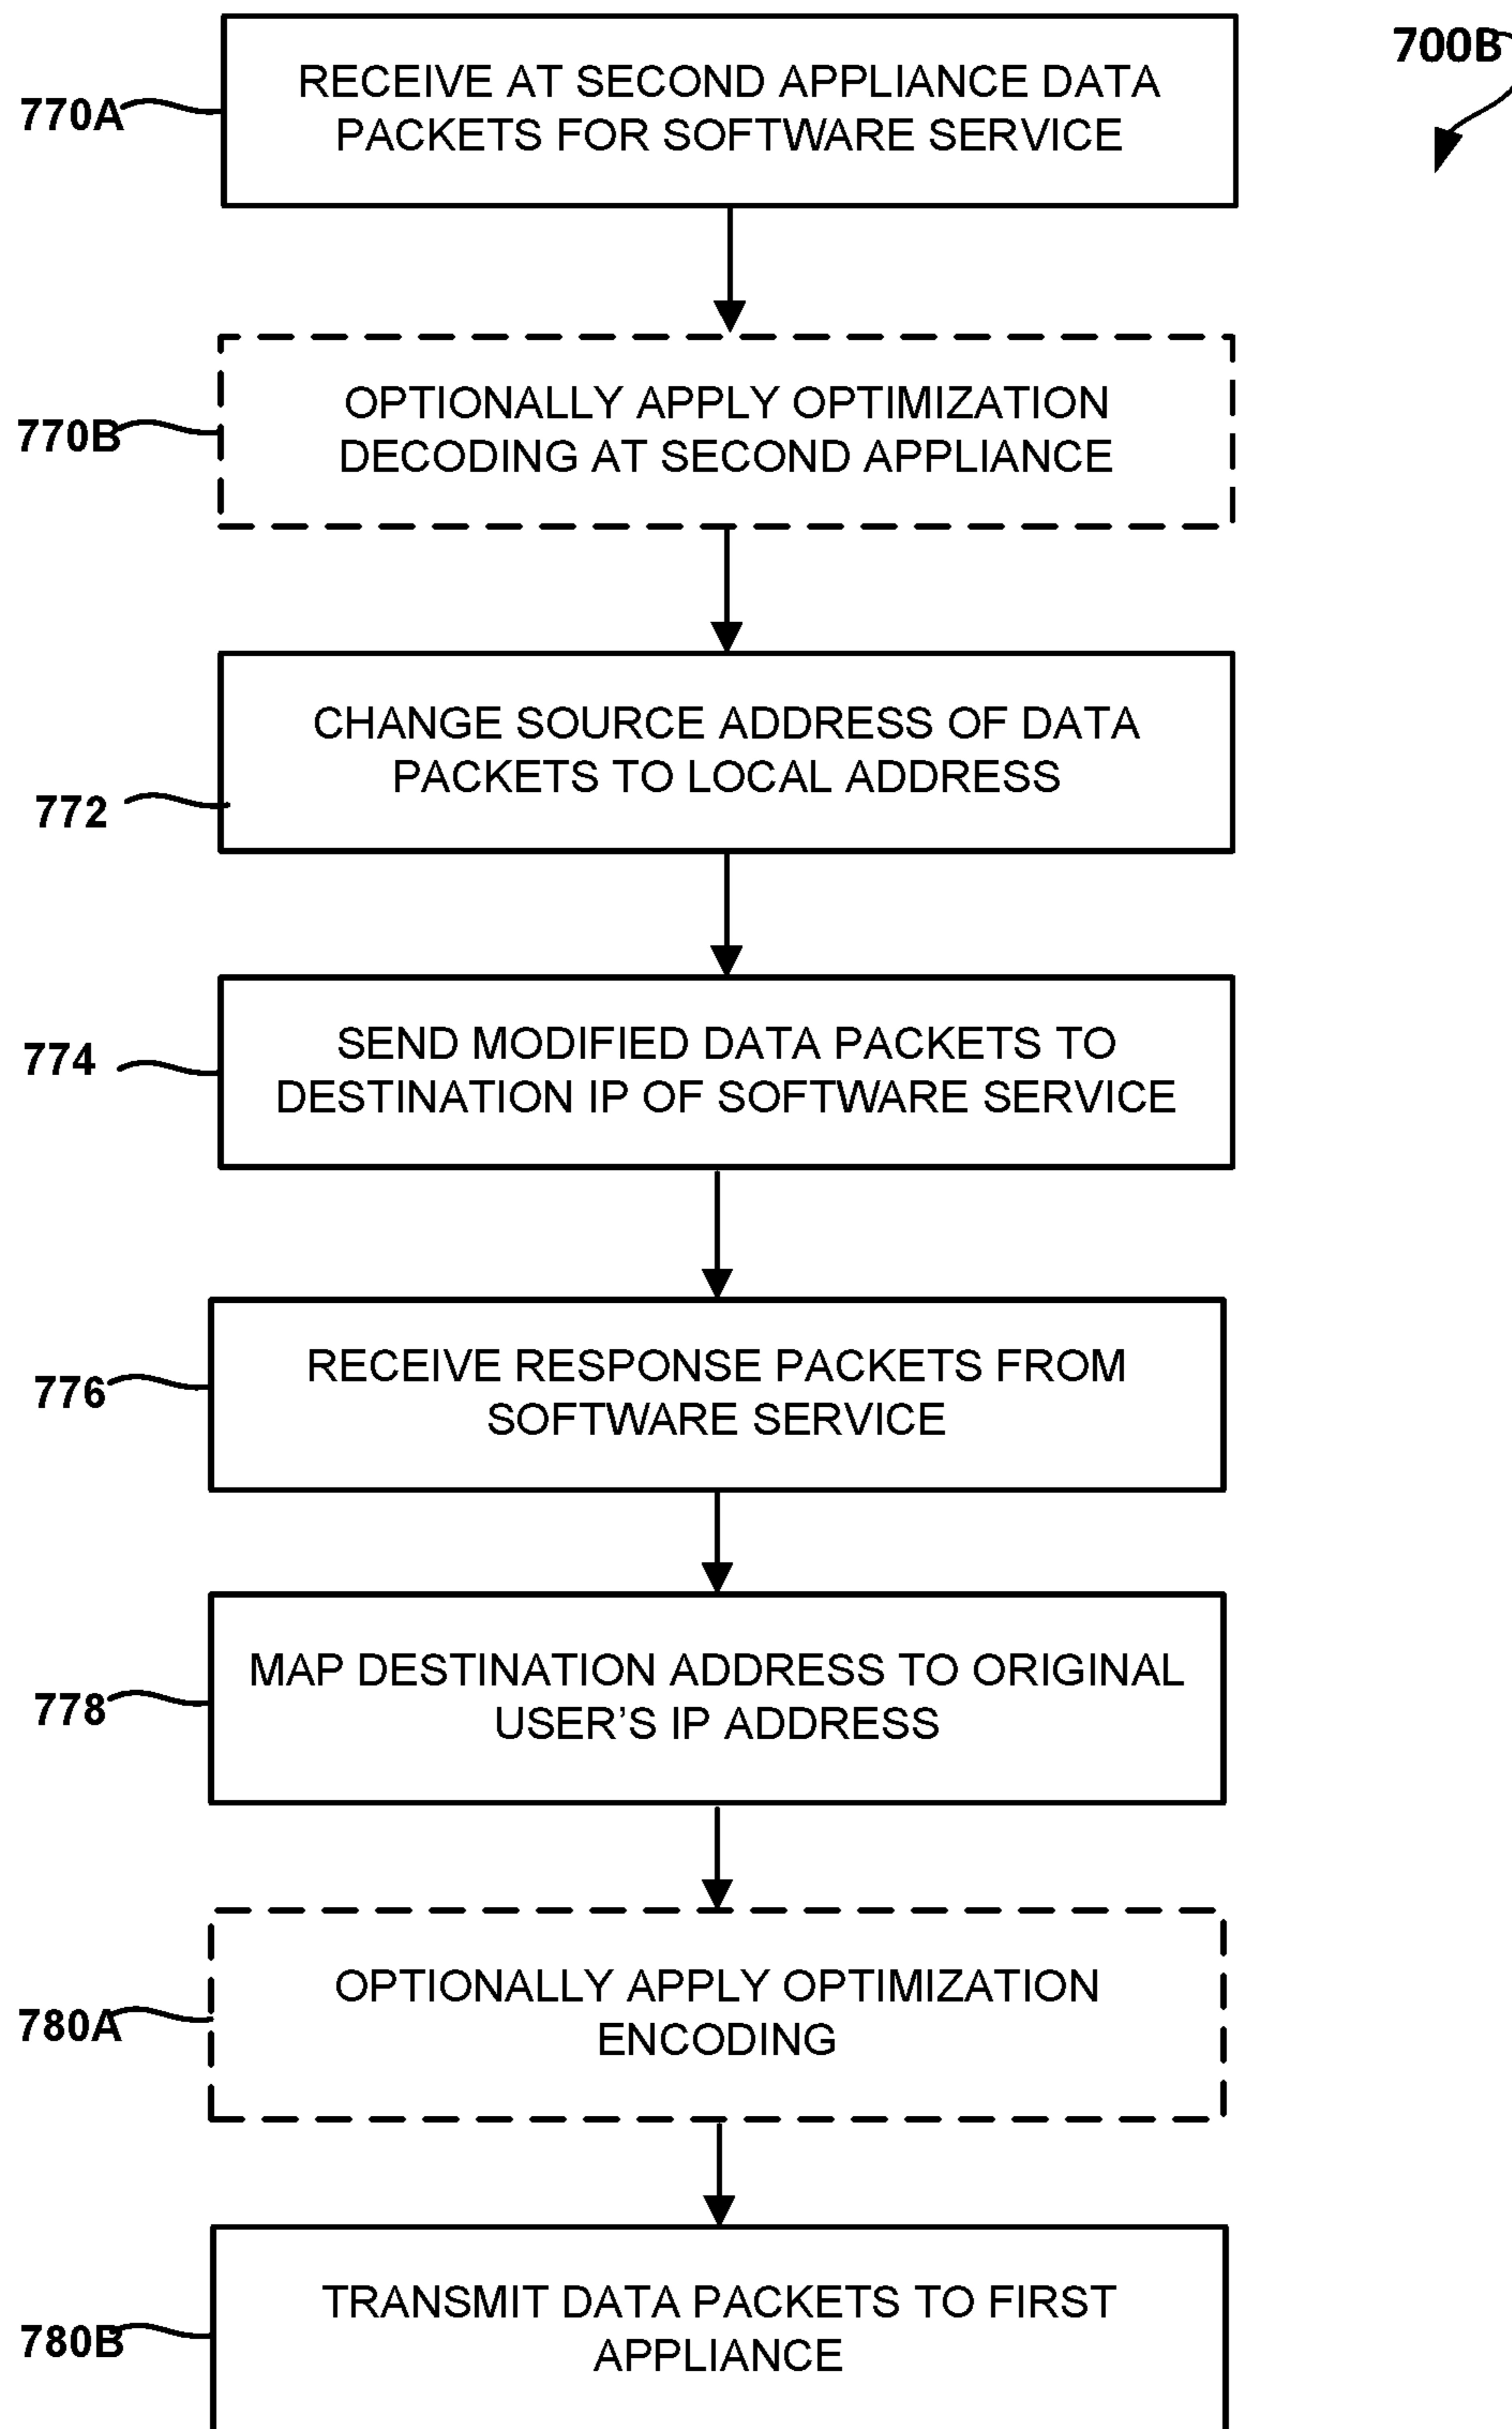 700B
770A
RECEIVE AT SECOND APPLIANCE DATA
PACKETS FOR SOFTWARE SERVICE
770B
OPTIONALLY APPLY OPTIMIZATION
DECODING AT SECOND APPLIANCE
772
CHANGE SOURCE ADDRESS OF DATA
PACKETS TO LOCAL ADDRESS
774
SEND MODIFIED DATA PACKETS TO
DESTINATION IP OF SOFTWARE SERVICE
776
RECEIVE RESPONSE PACKETS FROM
SOFTWARE SERVICE
778
MAP DESTINATION ADDRESS TO ORIGINAL
USER’S IP ADDRESS
780A
OPTIONALLY APPLY OPTIMIZATION
ENCODING
780B
TRANSMIT DATA PACKETS TO FIRST
APPLIANCE